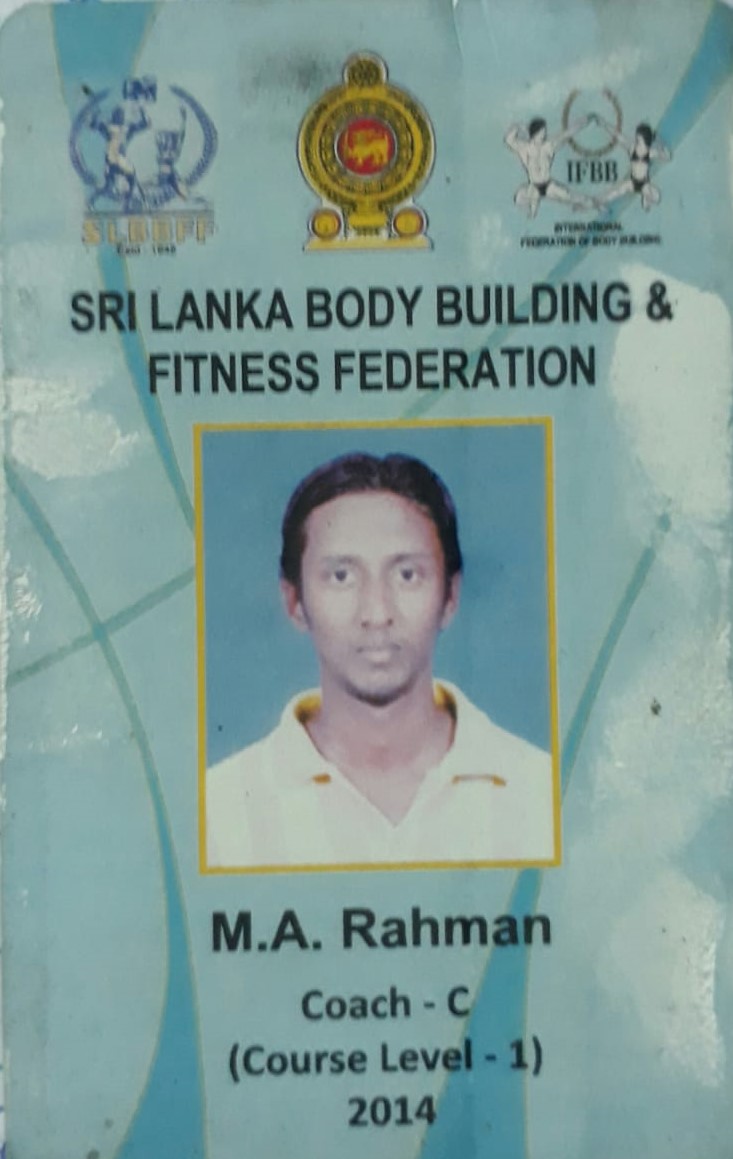 SLBBFF
Estd - 1948
IFBB
INTERNATIONAL
FEDERATION OF BODY BUILDING
SRI LANKA BODY BUILDING &
FITNESS FEDERATION
M.A. Rahman
Coach - C
(Course Level - 1)
2014